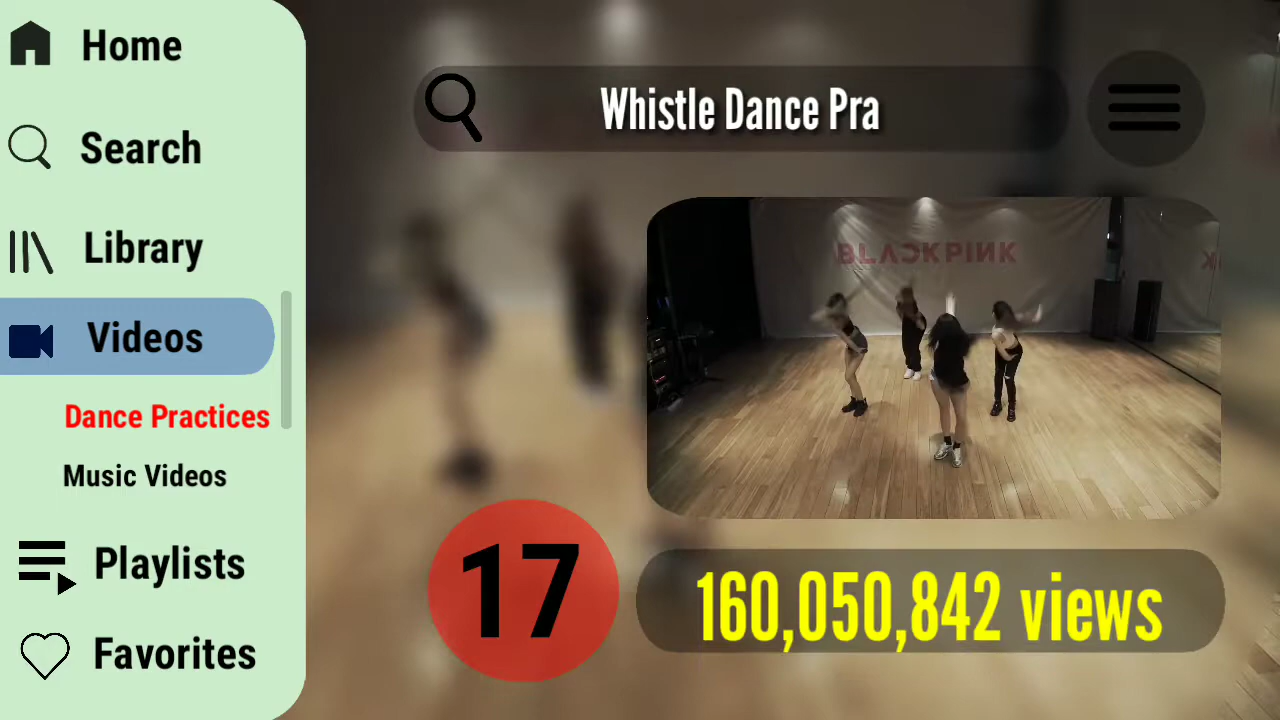 Home
Search
Library
Videos
Dance Practices
Music Videos
Playlists
Favorites
Whistle Dance Pra
BLACKPINK
17
160,050,842 views